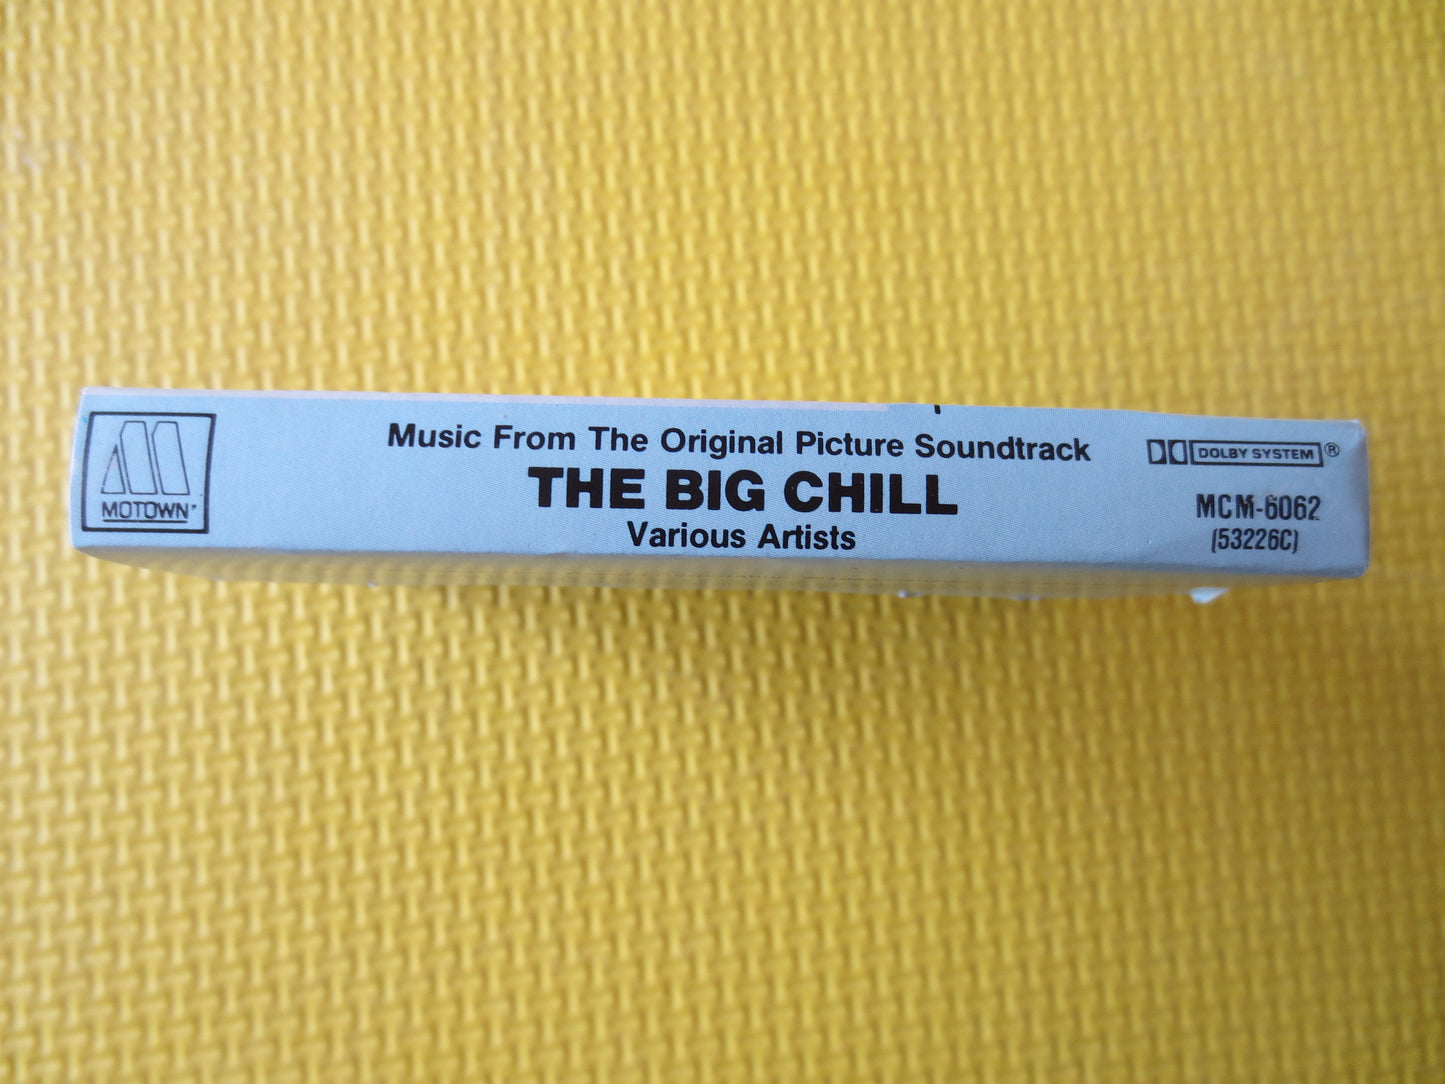 MOTOWN
Music From The Original Picture Soundtrack
THE BIG CHILL
Various Artists
DOLBY SYSTEM®
MCM-6062
(53226C)